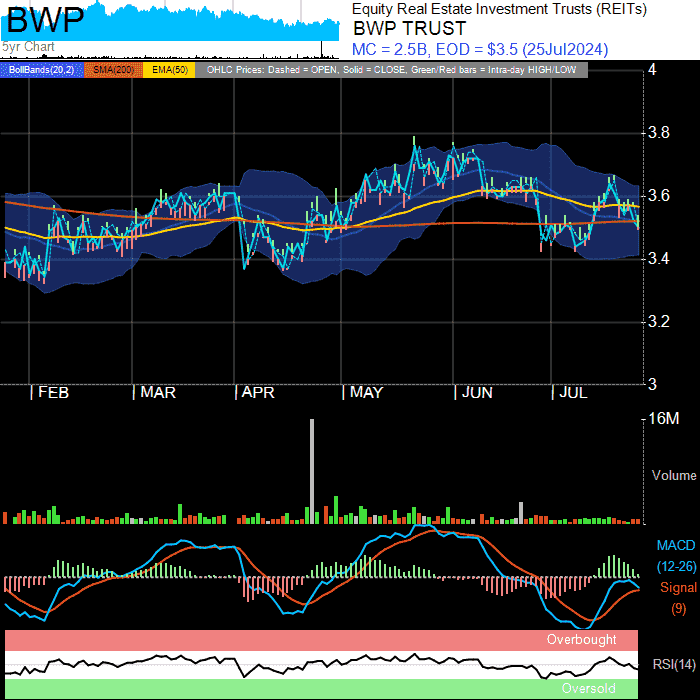 BWP
5yr Chart
Equity Real Estate Investment Trusts (REITs)
BWP TRUST
MC = 2.5B, EOD = $3.5 (25Jul2024)
BollBands(20,2) SMA(200) EMA(50) OHLC Prices: Dashed = OPEN, Solid = CLOSE, Green/Red bars = Intra-day HIGH/LOW
4
3.8
3.6
3.4
3.2
3
| FEB | MAR | APR | MAY | JUN | JUL
16M
Volume
MACD
(12-26)
Signal
(9)
Overbought
RSI(14)
Oversold